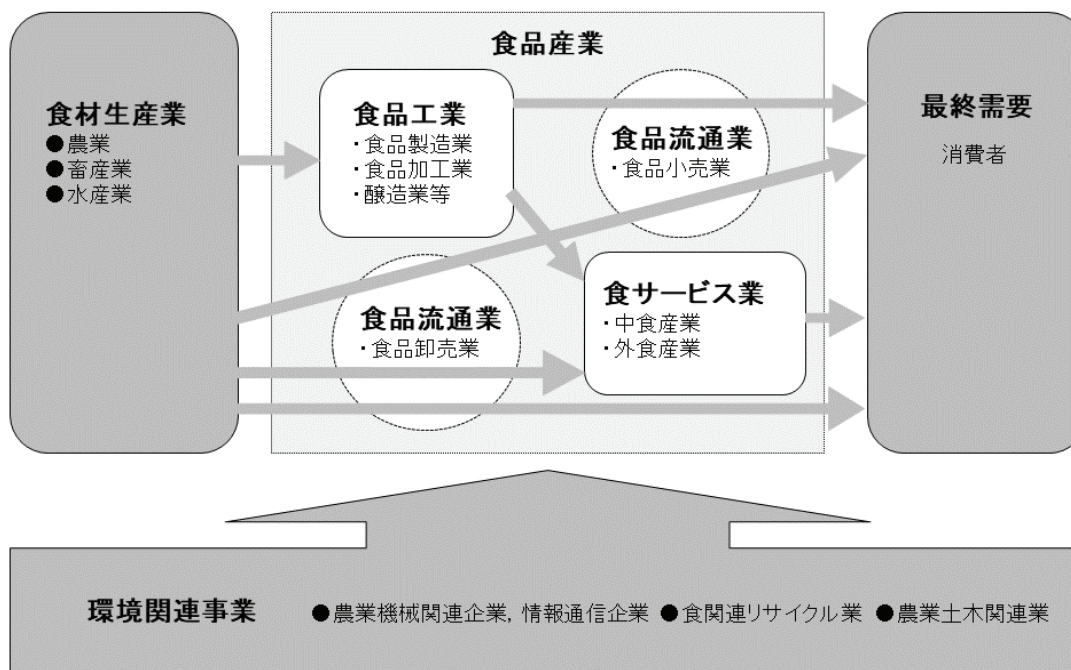 食品産業
食材生産業
●農業
●畜産業
●水産業
食品工業
・食品製造業
・食品加工業
・醸造業等
食品流通業
・食品小売業
最終需要
消費者
食品流通業
・食品卸売業
食サービス業
・中食産業
・外食産業
環境関連事業
●農業機械関連企業, 情報通信企業 ●食関連リサイクル業 ●農業土木関連業